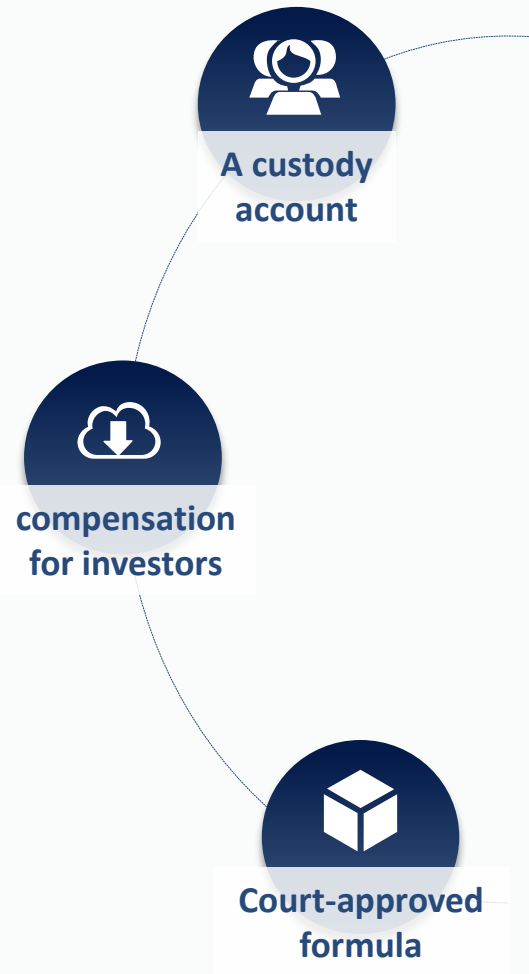 A custody
account
compensation
for investors
Court-approved
formula